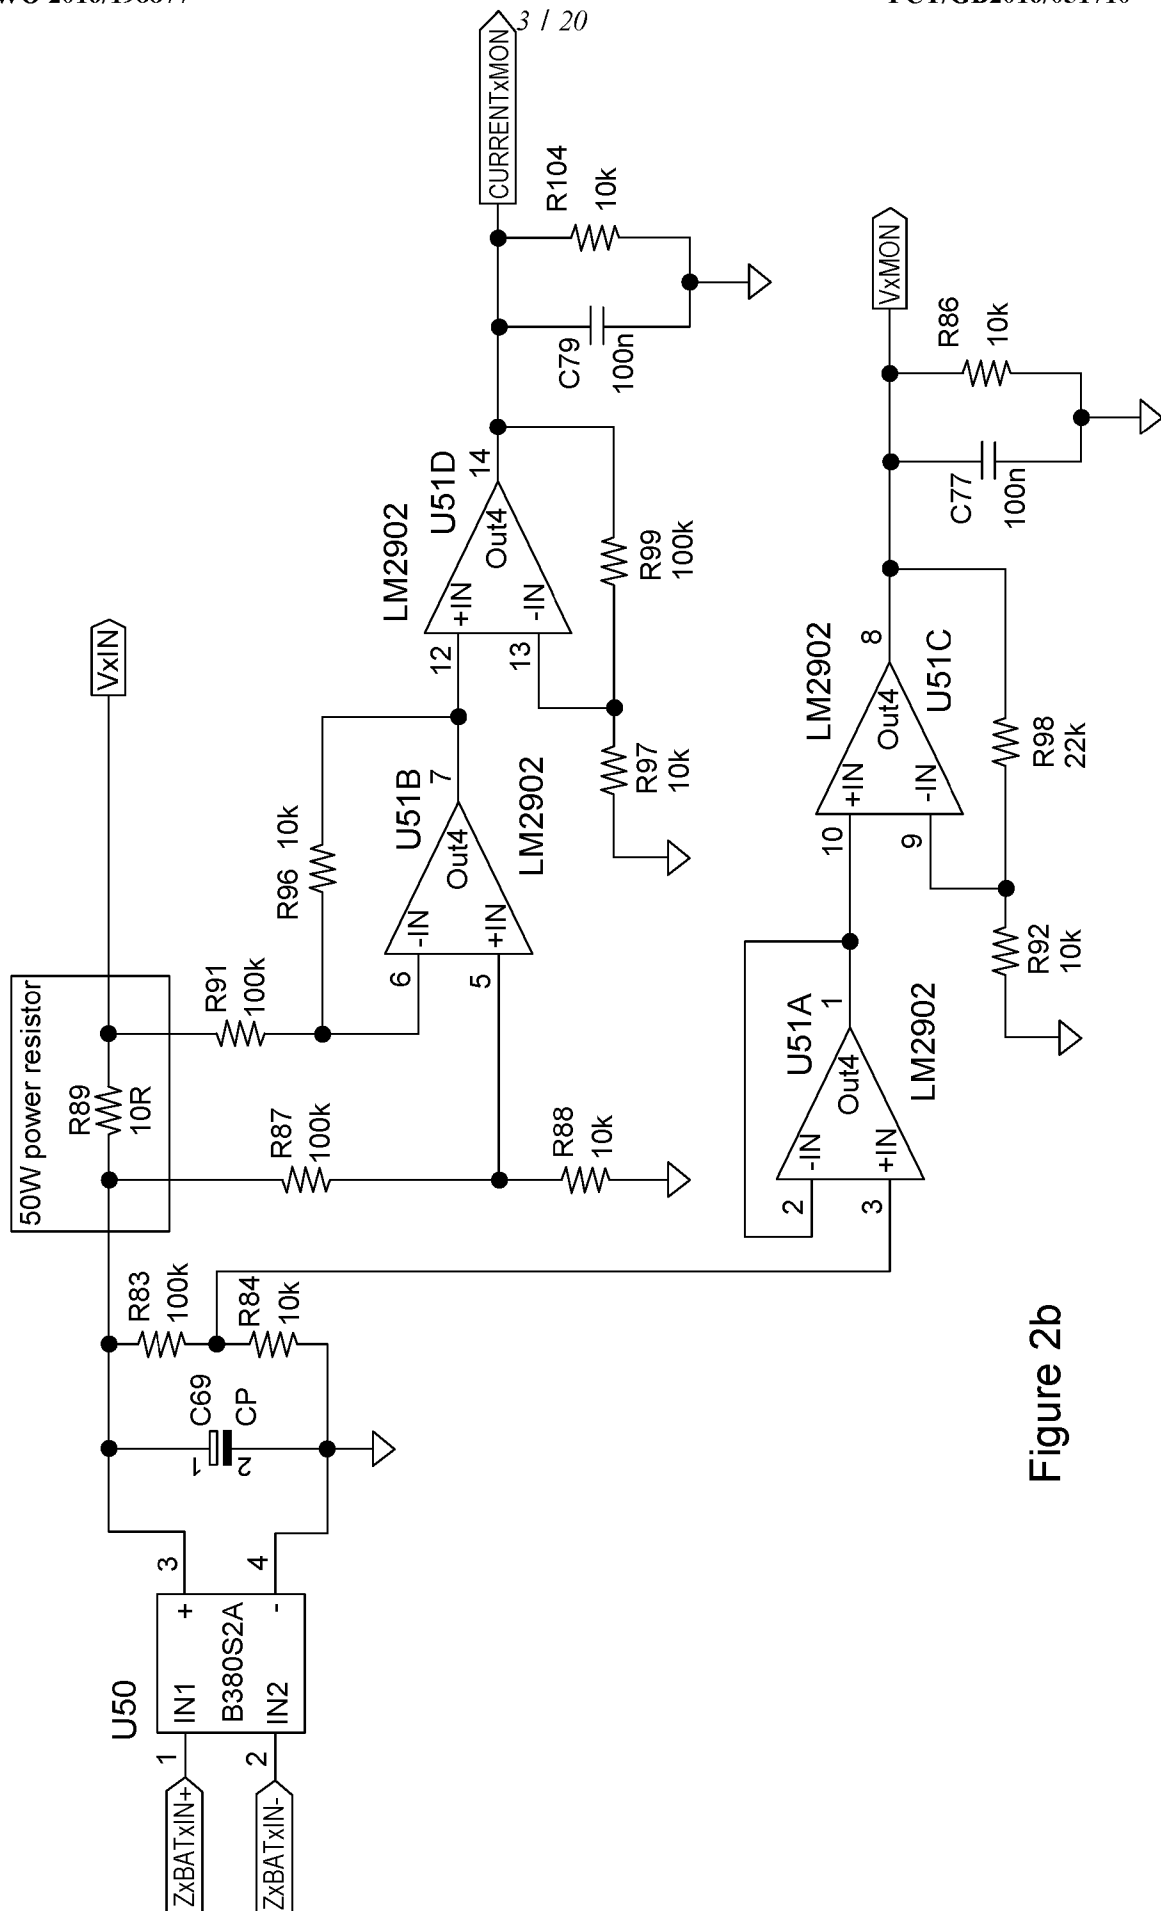 3 / 20
CURRENTxMON
R104
10k
C79
100n
VxIN
LM2902
U51D
14
Out4
+IN
-IN
12
13
R99
100k
R97
10k
VxMON
R86
10k
C77
100n
LM2902
U51C
8
Out4
+IN
-IN
10
9
R98
22k
R92
10k
R96 10k
U51B
7
Out4
-IN
+IN
6
5
LM2902
50W power resistor
R89
10R
R91
100k
R87
100k
R88
10k
U51A
1
Out4
-IN
+IN
2
3
LM2902
R83
100k
R84
10k
C69
CP
1
2
U50
3
4
+
-
IN1
B380S2A
IN2
1
2
ZxBATxIN+
ZxBATxIN-
Figure 2b